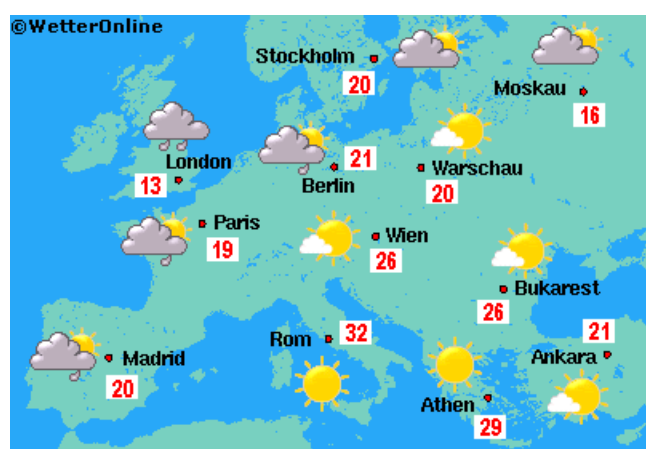 ©WetterOnline
Stockholm
20
Moskau
16
London
13
21
Berlin
Warschau
20
Paris
19
Wien
26
Bukarest
26
Rom
32
21
Ankara
Madrid
20
Athen
29